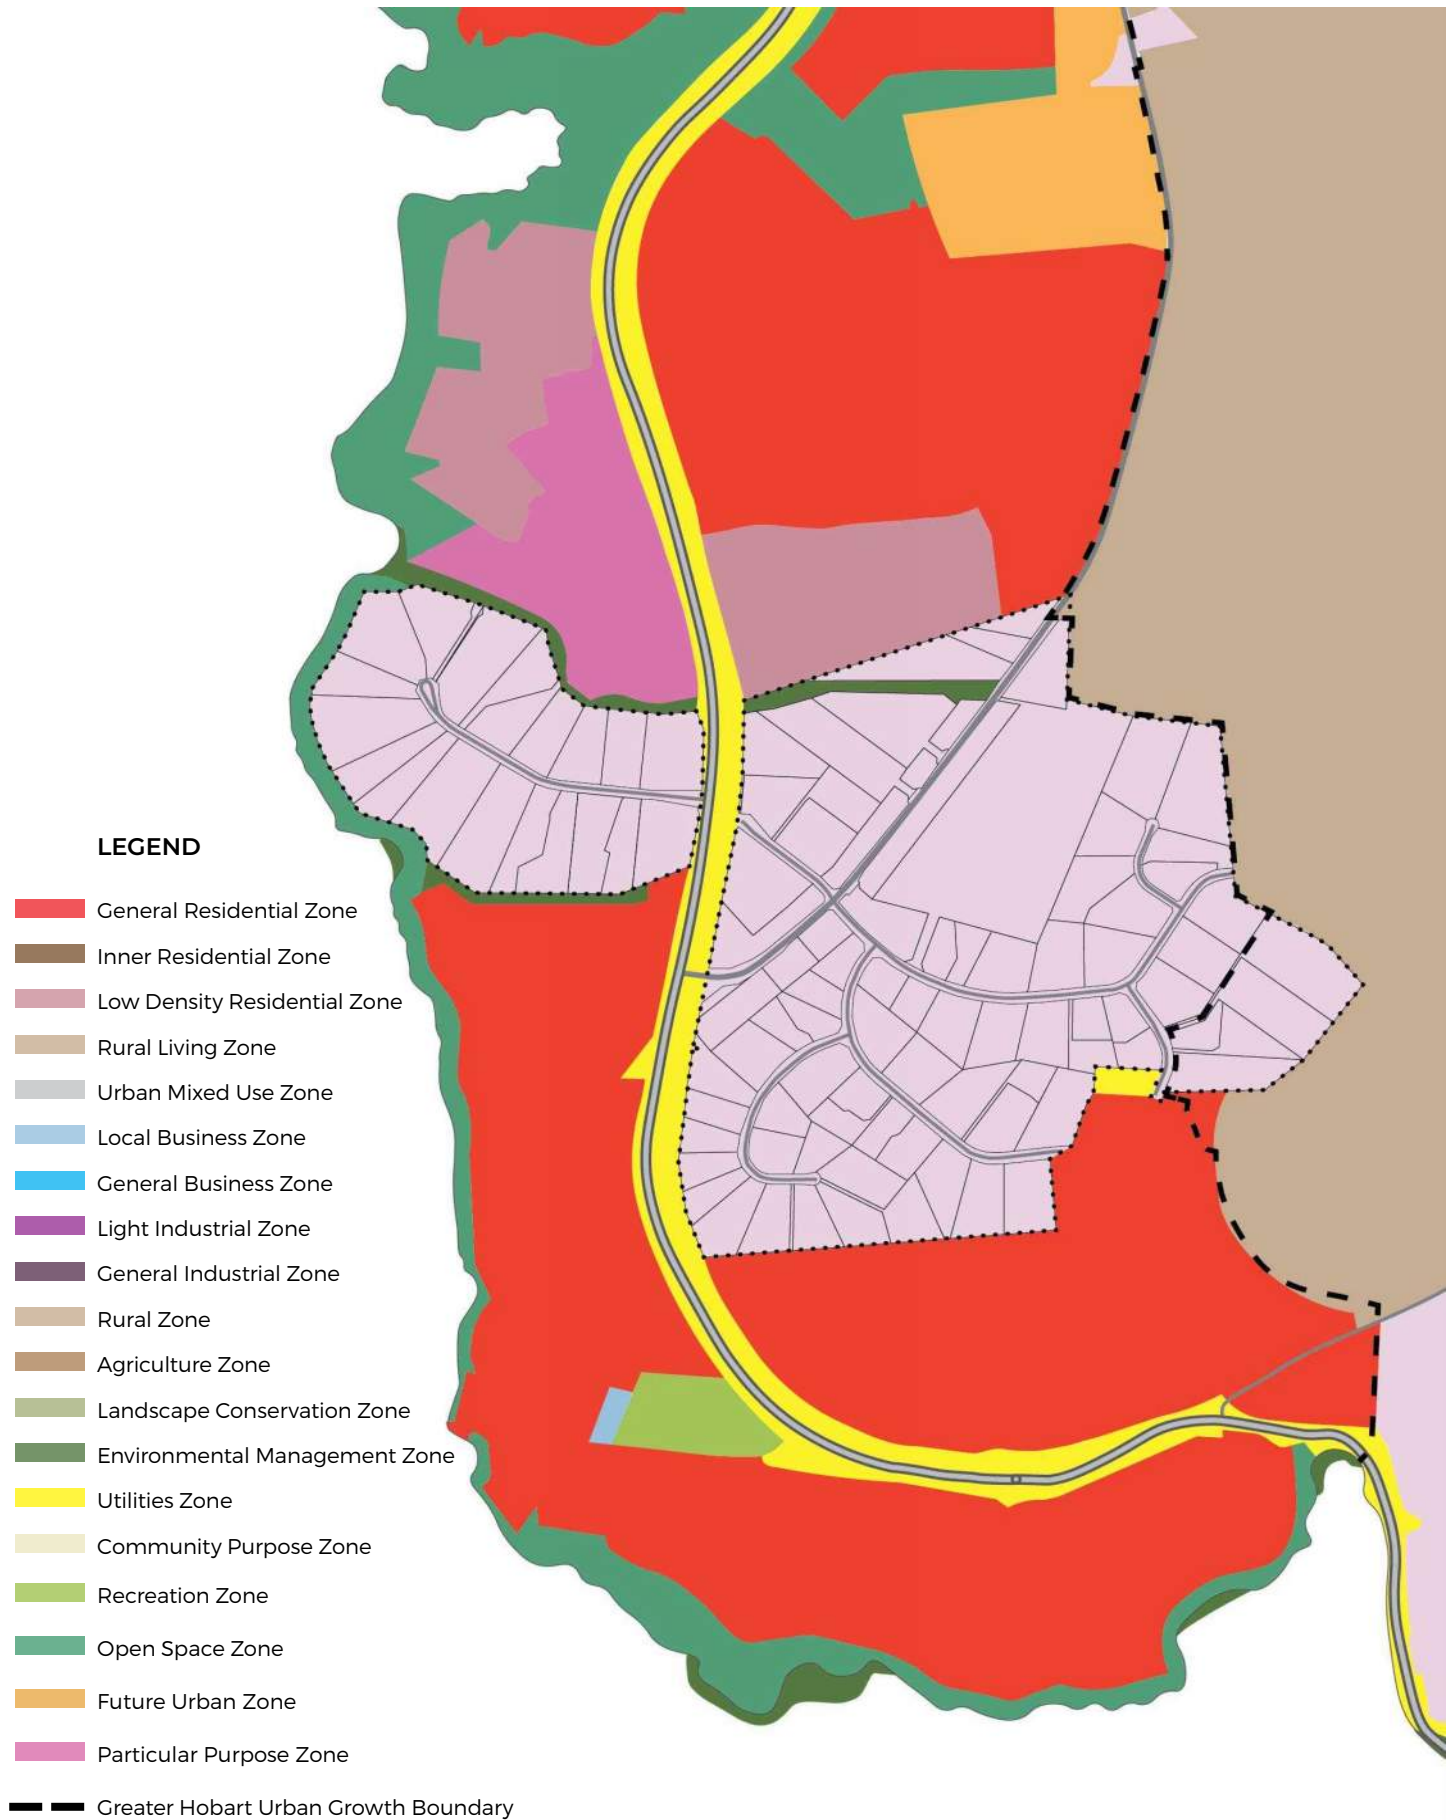 LEGEND
General Residential Zone
Inner Residential Zone
Low Density Residential Zone
Rural Living Zone
Urban Mixed Use Zone
Local Business Zone
General Business Zone
Light Industrial Zone
General Industrial Zone
Rural Zone
Agriculture Zone
Landscape Conservation Zone
Environmental Management Zone
Utilities Zone
Community Purpose Zone
Recreation Zone
Open Space Zone
Future Urban Zone
Particular Purpose Zone
Greater Hobart Urban Growth Boundary